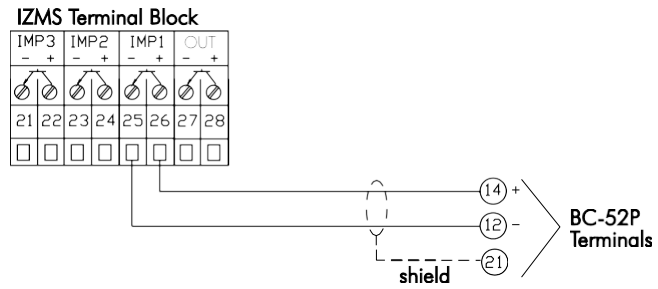 IZMS Terminal Block
IMP3 IMP2 IMP1 OUT
- + - + - + - +
21 22 23 24 25 26 27 28
14 +
12 -
21
BC-52P
Terminals
shield